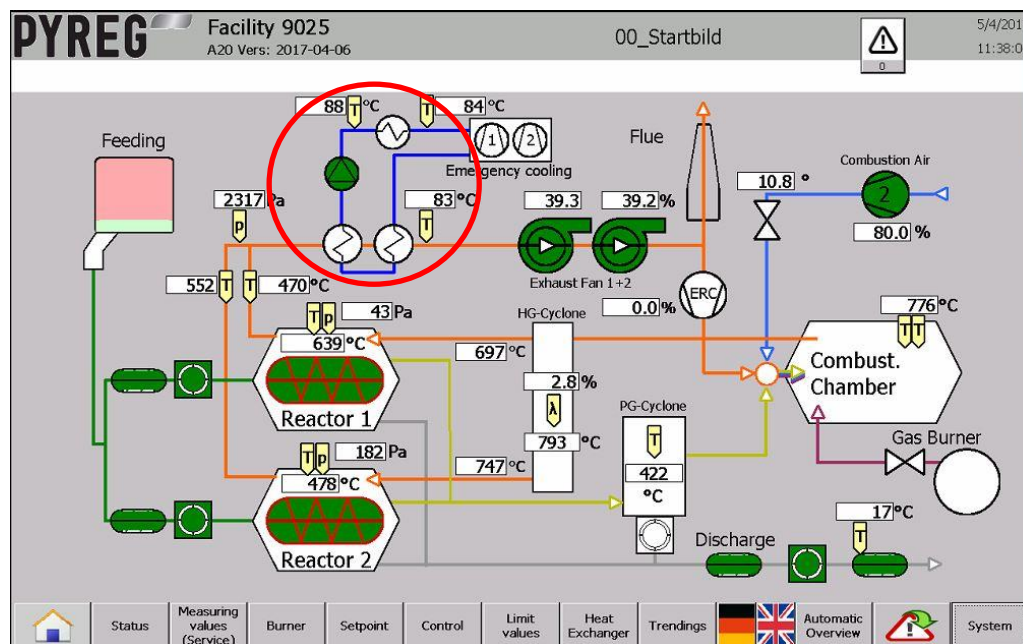 PYREG
Facility 9025
A20 Vers: 2017-04-06
00_Startbild
0
5/4/201
11:38:0
88 °C
T
T
84 °C
1
2
Emergency cooling
Feeding
Flue
Combustion Air
2
80.0 %
10.8 °
2317 Pa
p
83 °C
T
39.3
39.2 %
Exhaust Fan 1+2
552
T
T
470 °C
0.0 %
ERC
HG-Cyclone
776 °C
T T
T p
43 Pa
639 °C
Reactor 1
697 °C
2.8 %
λ
793 °C
747 °C
Combust.
Chamber
PG-Cyclone
T
422
°C
Gas Burner
T p
182 Pa
478 °C
Reactor 2
17 °C
T
Discharge
Status
Measuring
values
(Service)
Burner
Setpoint
Control
Limit
values
Heat
Exchanger
Trendings
Automatic
Overview
System